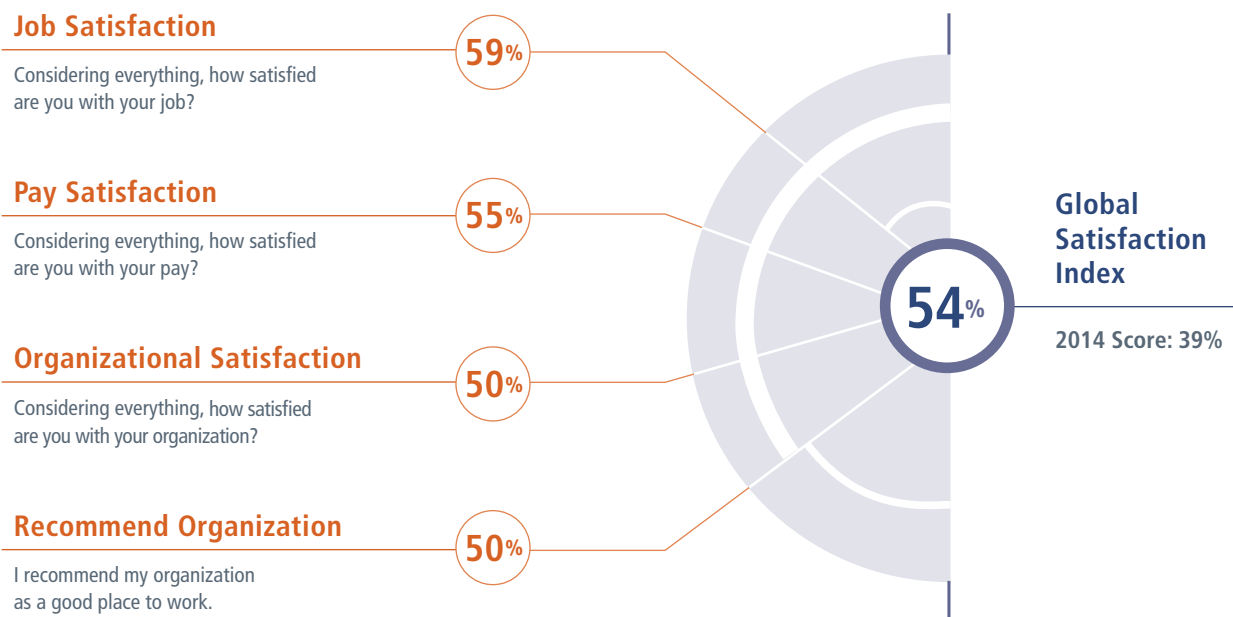 Job Satisfaction
59%
Considering everything, how satisfied
are you with your job?
Pay Satisfaction
55%
Considering everything, how satisfied
are you with your pay?
Organizational Satisfaction
50%
Considering everything, how satisfied
are you with your organization?
Recommend Organization
50%
I recommend my organization
as a good place to work.
54%
Global
Satisfaction
Index
2014 Score: 39%